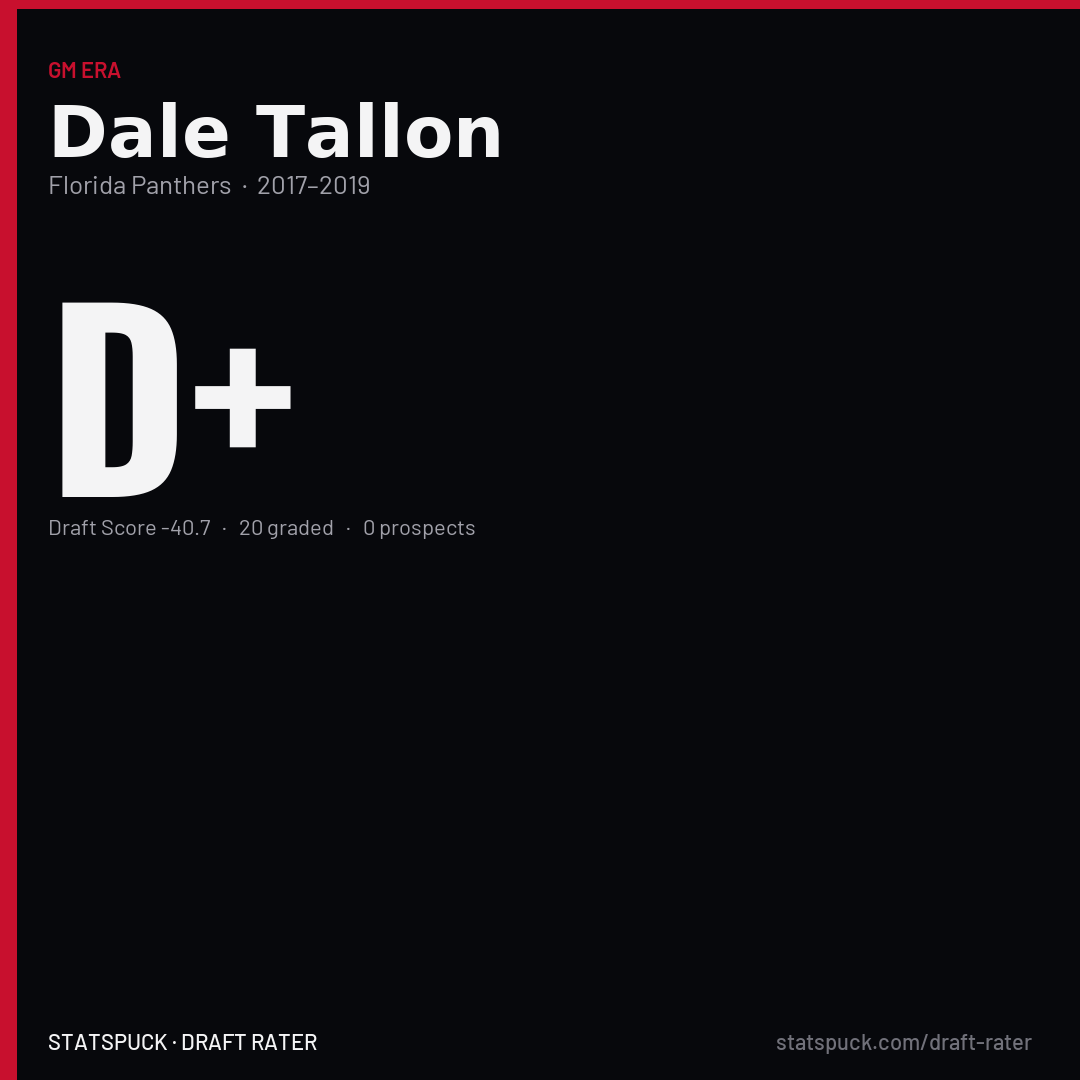 GM ERA
Dale Tallon
Florida Panthers · 2017–2019
D+
Draft Score -40.7 · 20 graded · 0 prospects
STATSPUCK · DRAFT RATER
statspuck.com/draft-rater